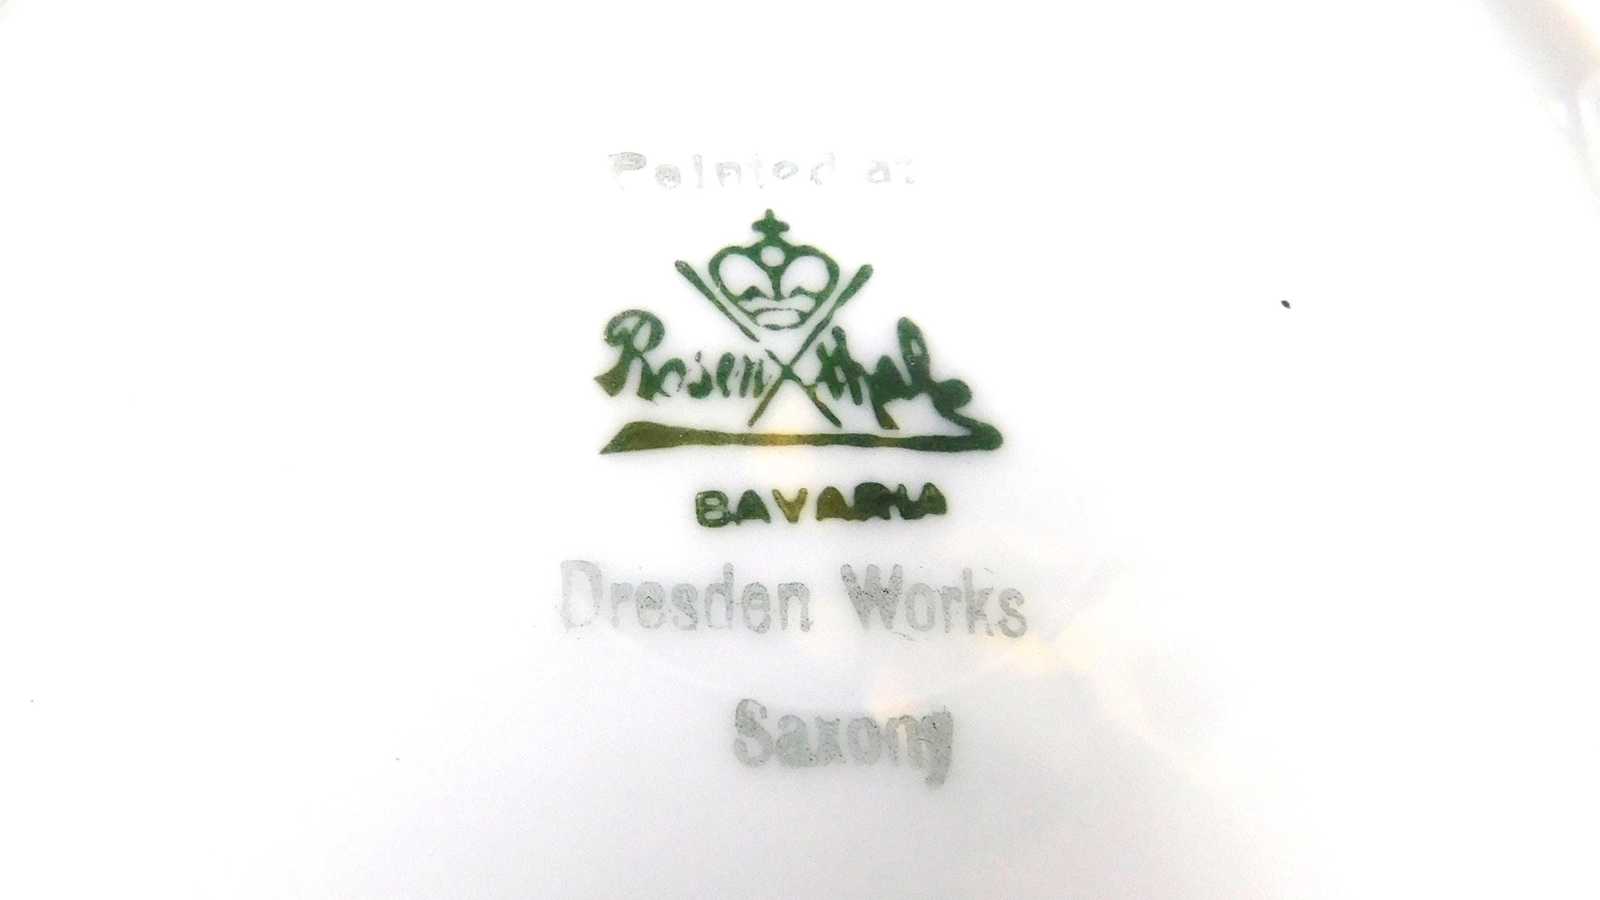 Painted at
Rosenthal
BAVARIA
Dresden Works
Saxony